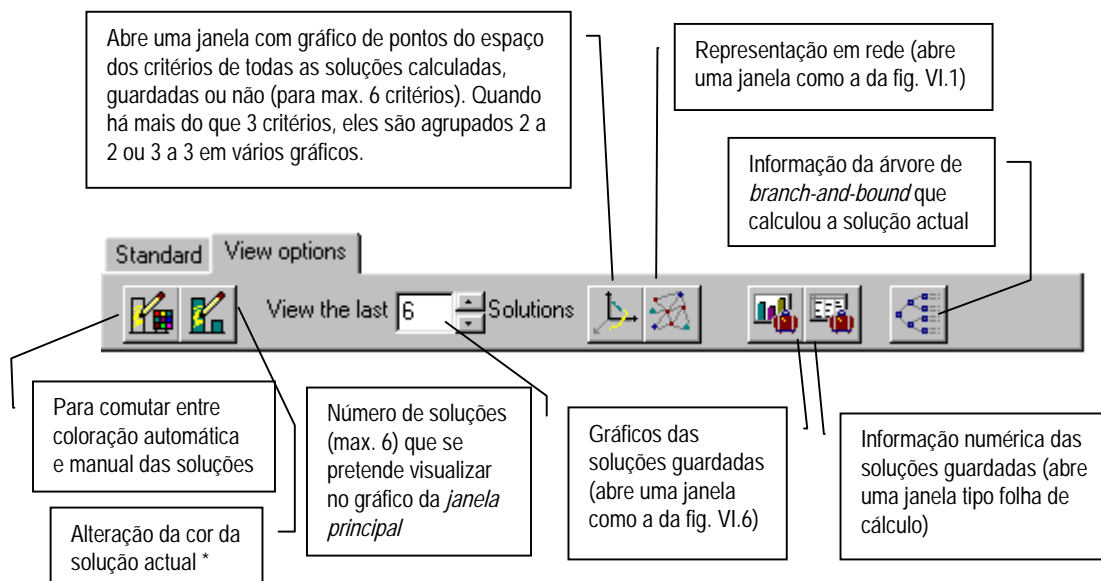 Abre uma janela com gráfico de pontos do espaço
dos critérios de todas as soluções calculadas,
guardadas ou não (para max. 6 critérios). Quando
há mais do que 3 critérios, eles são agrupados 2 a
2 ou 3 a 3 em vários gráficos.
Representação em rede (abre
uma janela como a da fig. VI.1)
Informação da árvore de
branch-and-bound que
calculou a solução actual
Standard
View options
View the last 6 Solutions
Para comutar entre
coloração automática
e manual das soluções
Alteração da cor da
solução actual *
Número de soluções
(max. 6) que se
pretende visualizar
no gráfico da janela
principal
Gráficos das
soluções guardadas
(abre uma janela
como a da fig. VI.6)
Informação numérica das
soluções guardadas (abre
uma janela tipo folha de
cálculo)